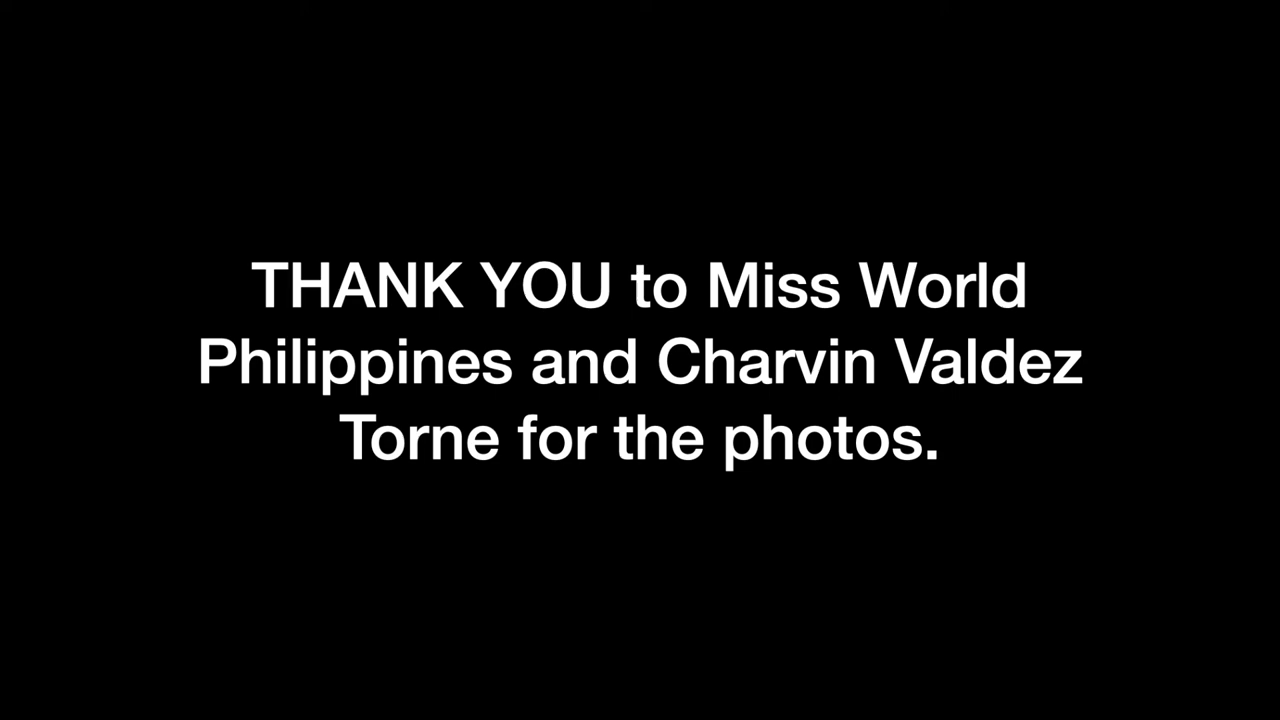 THANK YOU to Miss World
Philippines and Charvin Valdez
Torne for the photos.